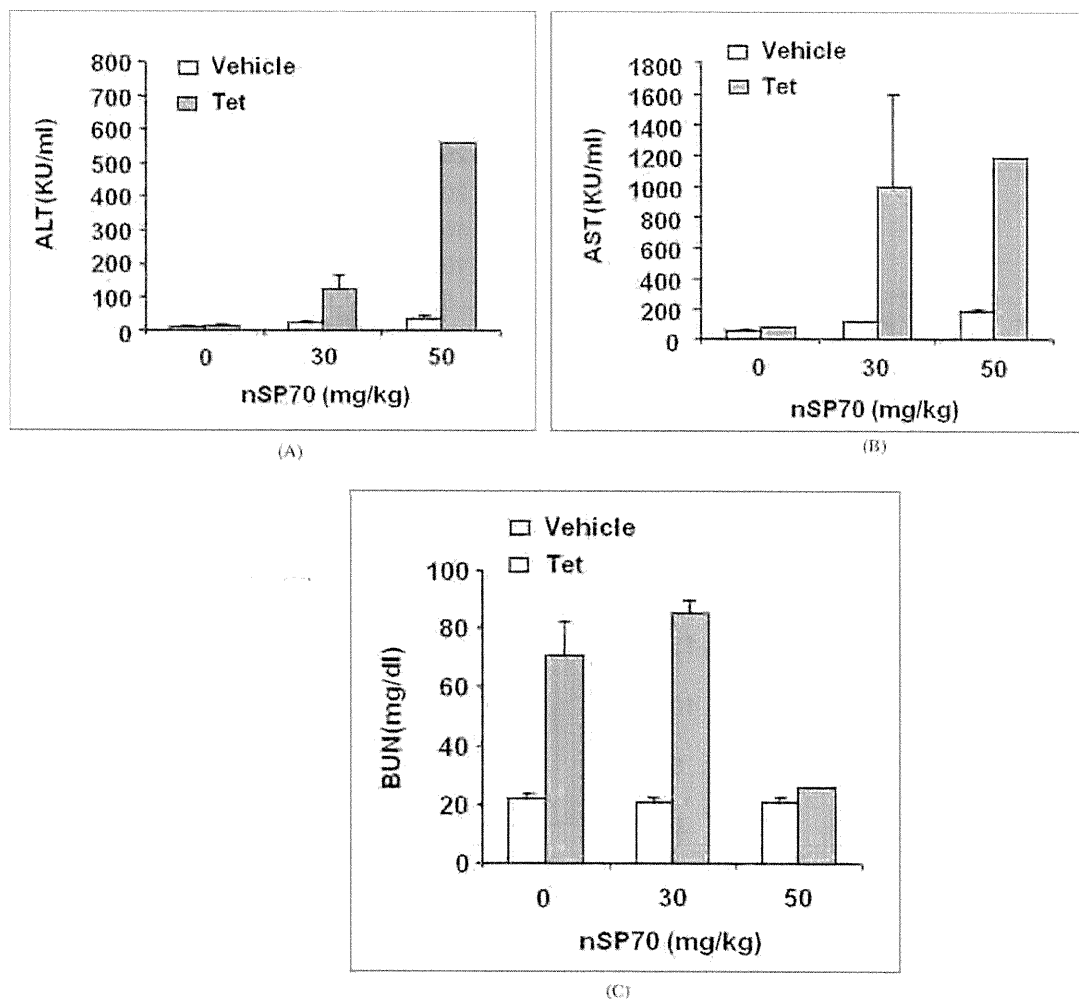 800
700
600
500
400
300
200
100
0
ALT(KU/ml)
Vehicle
Tet
0 30 50
nSP70 (mg/kg)
(A)
1800
1600
1400
1200
1000
800
600
400
200
0
AST(KU/ml)
Vehicle
Tet
0 30 50
nSP70 (mg/kg)
(B)
Vehicle
Tet
100
80
60
40
20
0
BUN(mg/dl)
0 30 50
nSP70 (mg/kg)
(C)